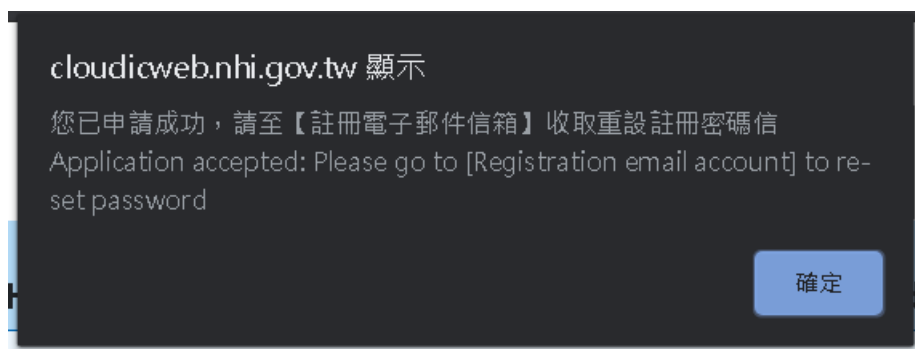 cloudicweb.nhi.gov.tw 顯示
您已申請成功，請至【註冊電子郵件信箱】收取重設註冊密碼信
Application accepted: Please go to [Registration email account] to re-
set password
確定